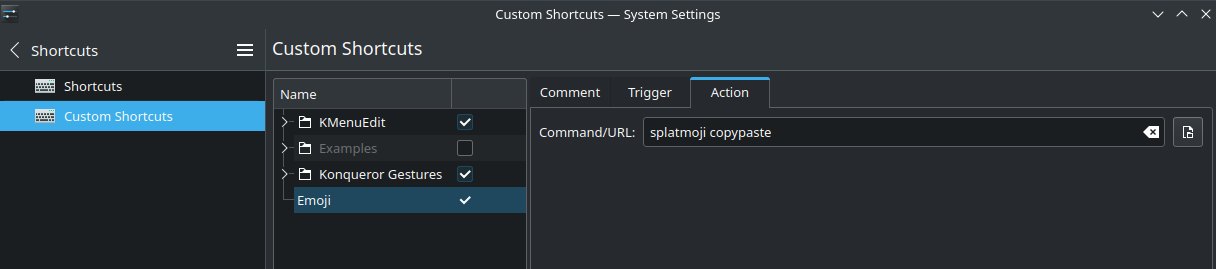 Custom Shortcuts — System Settings
Shortcuts
Custom Shortcuts
Shortcuts
Custom Shortcuts
Name
KMenuEdit
Examples
Konqueror Gestures
Emoji
Comment
Trigger
Action
Command/URL:
splatmoji copypaste